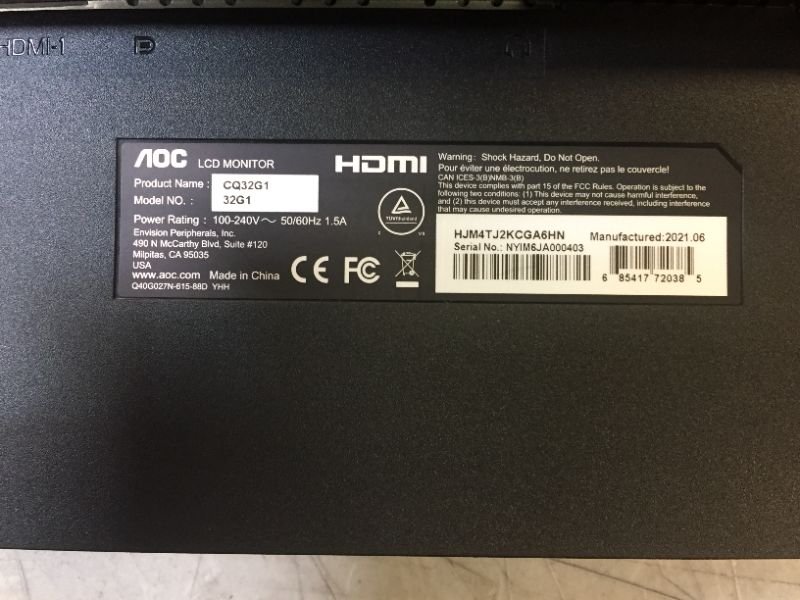 HDMI-1
AOC LCD MONITOR
HDMI
Product Name : CQ32G1
Model NO. : 32G1
Power Rating : 100-240V～ 50/60Hz 1.5A
Envision Peripherals, Inc.
490 N McCarthy Blvd, Suite #120
Milpitas, CA 95035
USA
www.aoc.com Made in China
Q40G027N-615-88D YHH
TÜVRheinland
CE FC
Warning: Shock Hazard, Do Not Open.
Pour éviter une électrocution, ne retirez pas le couvercle!
CAN ICES-3(B)/NMB-3(B)
This device complies with part 15 of the FCC Rules. Operation is subject to the
following two conditions: (1) This device may not cause harmful interference,
and (2) this device must accept any interference received, including interference
that may cause undesired operation.
HJM4TJ2KCGA6HN Manufactured:2021.06
Serial No.: NYIM6JA000403
6 85417 72038 5